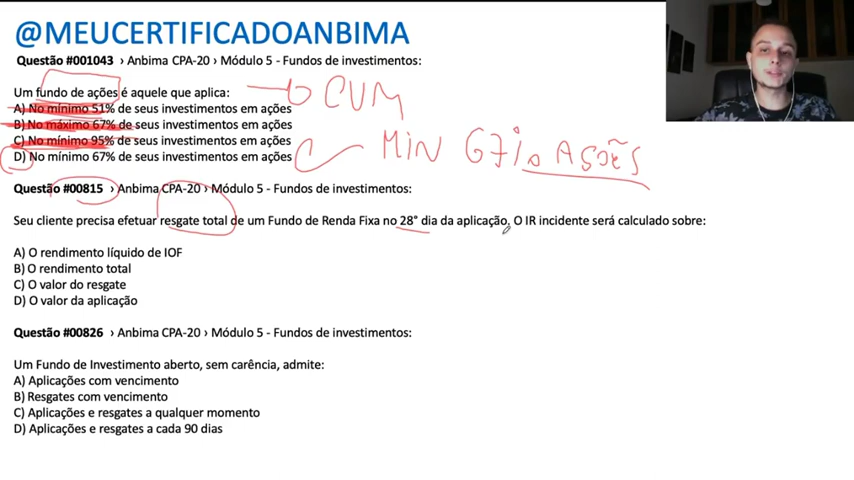 @MEUCERTIFICADOANBIMA
Questão #001043 › Anbima CPA-20 › Módulo 5 - Fundos de investimentos:
Um fundo de ações é aquele que aplica:
CVM
A) No mínimo 51% de seus investimentos em ações
B) No máximo 67% de seus investimentos em ações
C) No mínimo 95% de seus investimentos em ações
D) No mínimo 67% de seus investimentos em ações
MIN 67% AÇÕES
Questão #00815 › Anbima CPA-20 › Módulo 5 - Fundos de investimentos:
Seu cliente precisa efetuar resgate total de um Fundo de Renda Fixa no 28° dia da aplicação. O IR incidente será calculado sobre:
A) O rendimento líquido de IOF
B) O rendimento total
C) O valor do resgate
D) O valor da aplicação
Questão #00826 › Anbima CPA-20 › Módulo 5 - Fundos de investimentos:
Um Fundo de Investimento aberto, sem carência, admite:
A) Aplicações com vencimento
B) Resgates com vencimento
C) Aplicações e resgates a qualquer momento
D) Aplicações e resgates a cada 90 dias